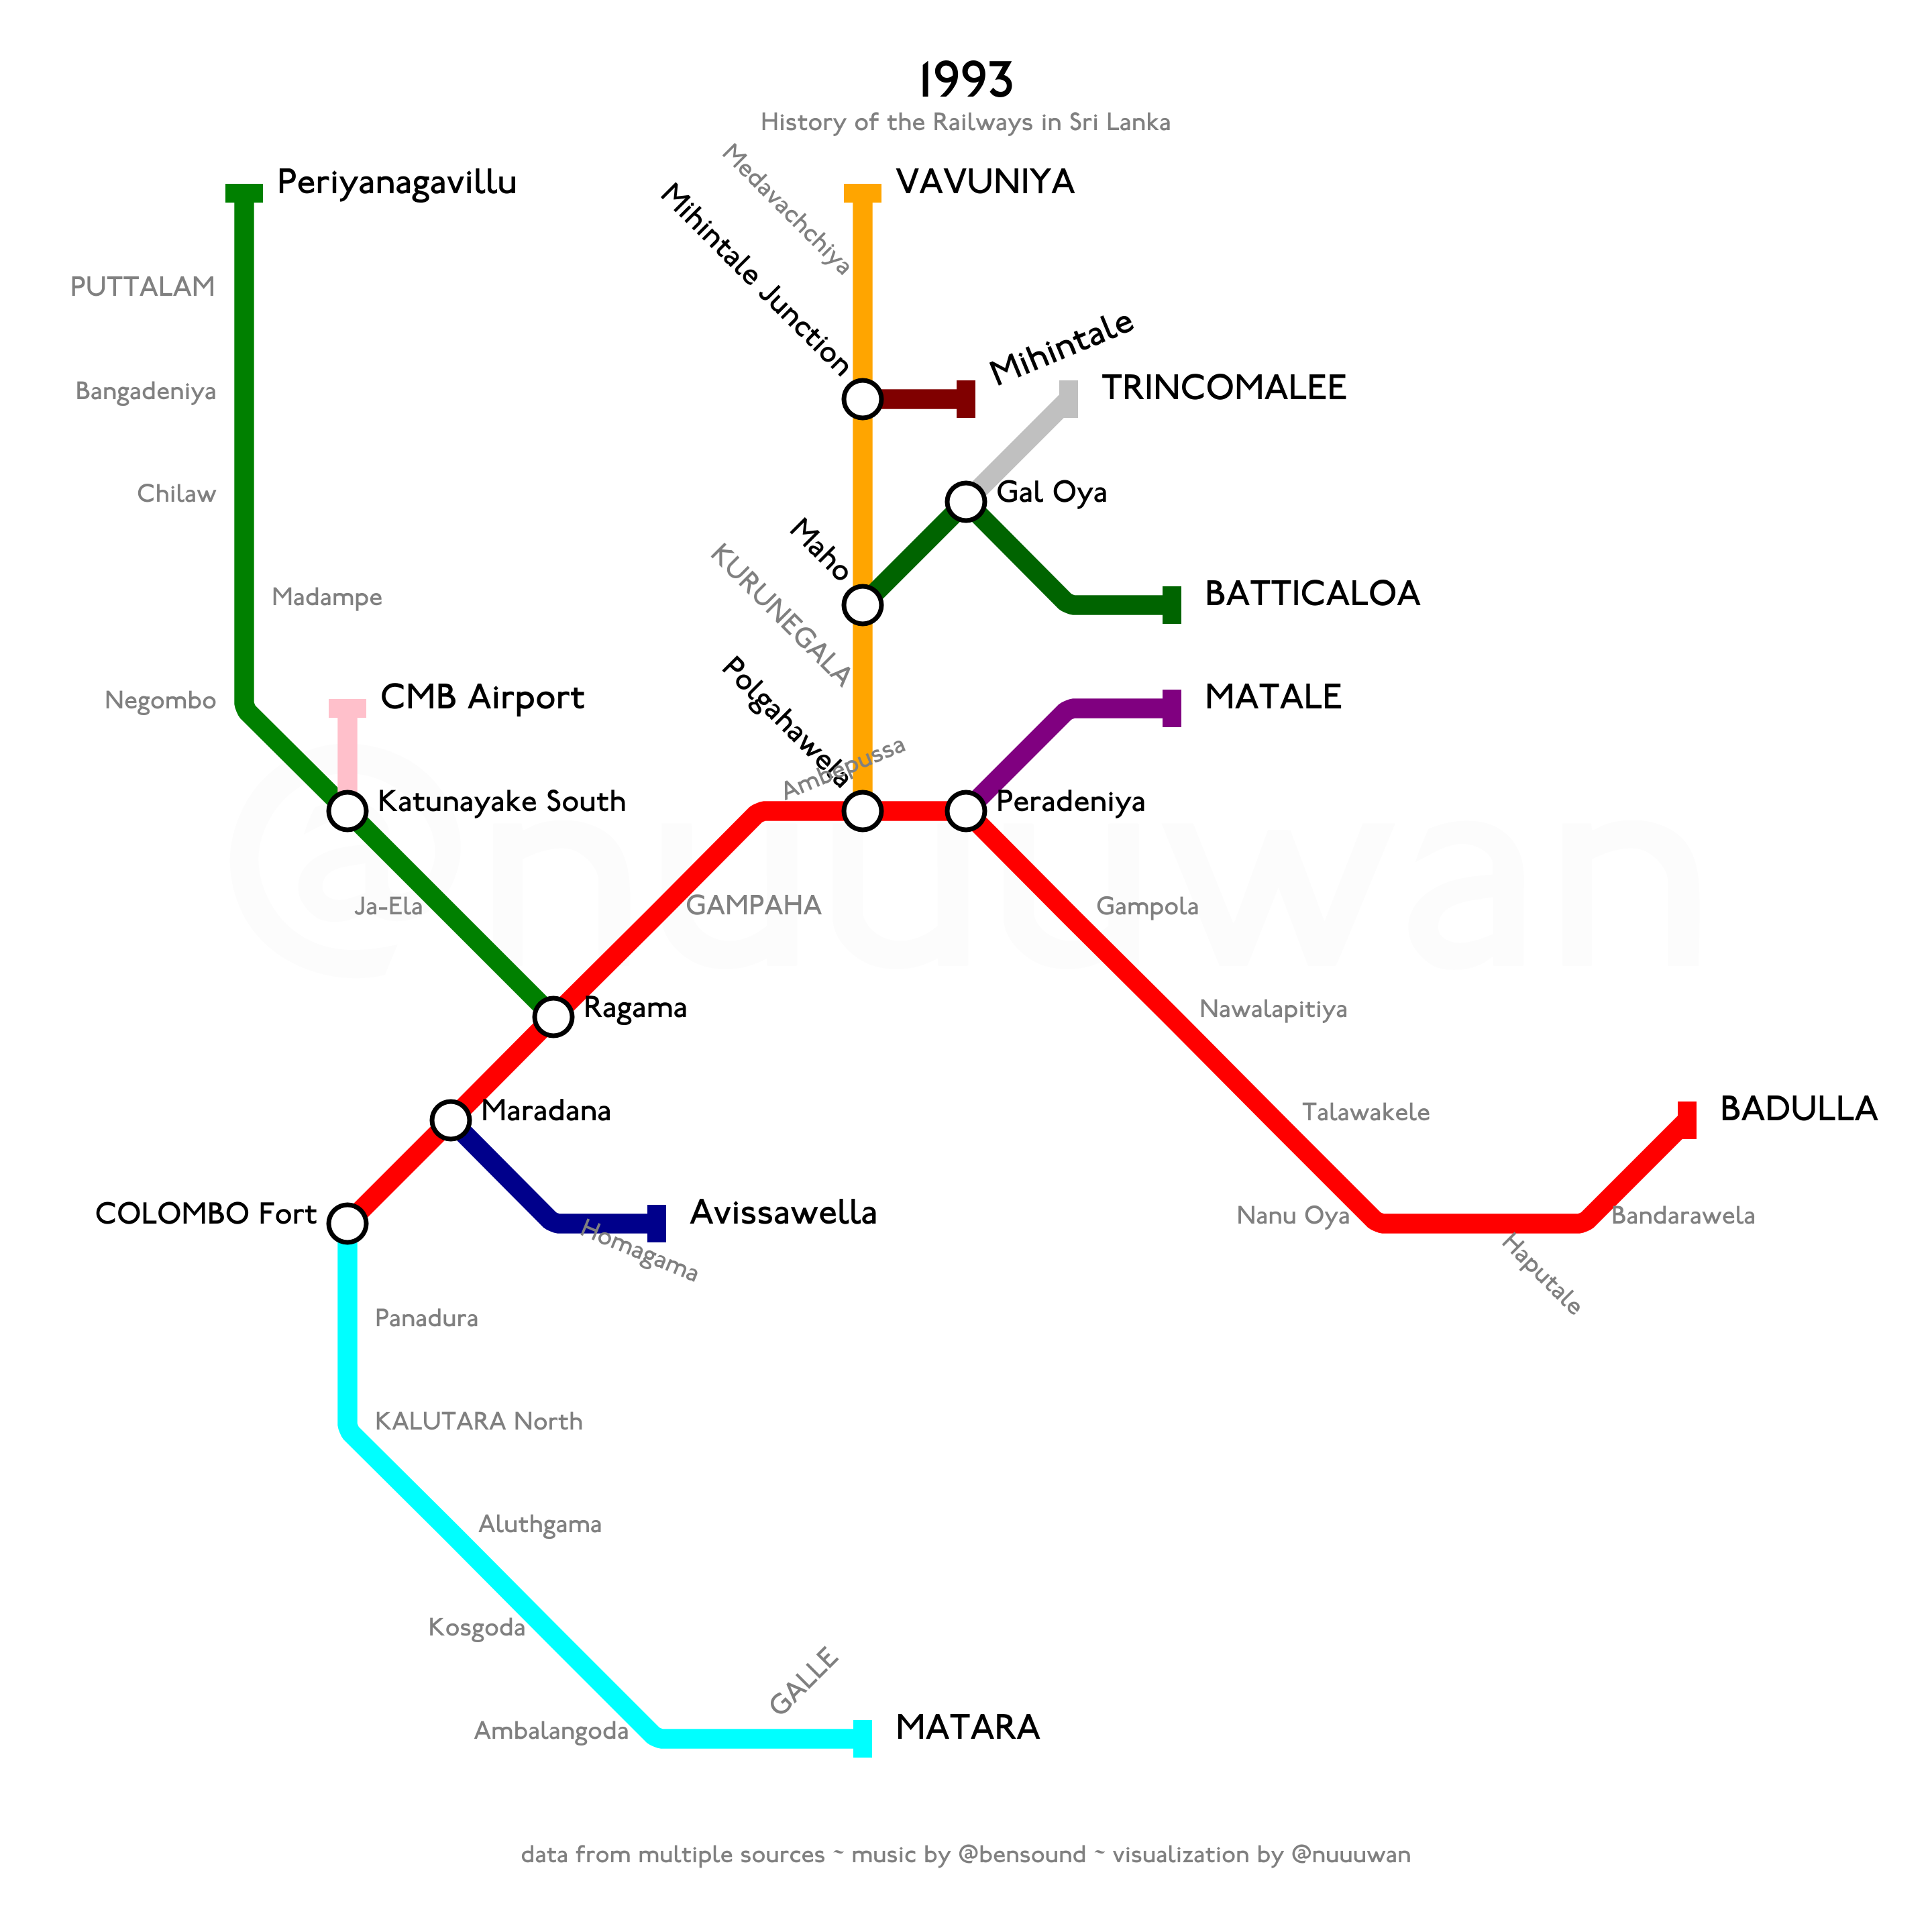 1993
History of the Railways in Sri Lanka
Periyanagavillu
Medavachchiya
VAVUNIYA
Mihintale Junction
PUTTALAM
Mihintale
Bangadeniya
TRINCOMALEE
Chilaw
Gal Oya
Maho
Madampe
KURUNEGALA
BATTICALOA
Negombo
CMB Airport
Polgahawela
MATALE
Ambepussa
Katunayake South
Peradeniya
@nuuuwan
Ja-Ela
GAMPAHA
Gampola
Ragama
Nawalapitiya
Maradana
Talawakele
BADULLA
COLOMBO Fort
Avissawella
Homagama
Nanu Oya
Bandarawela
Haputale
Panadura
KALUTARA North
Aluthgama
Kosgoda
GALLE
Ambalangoda
MATARA
data from multiple sources ~ music by @bensound ~ visualization by @nuuuwan